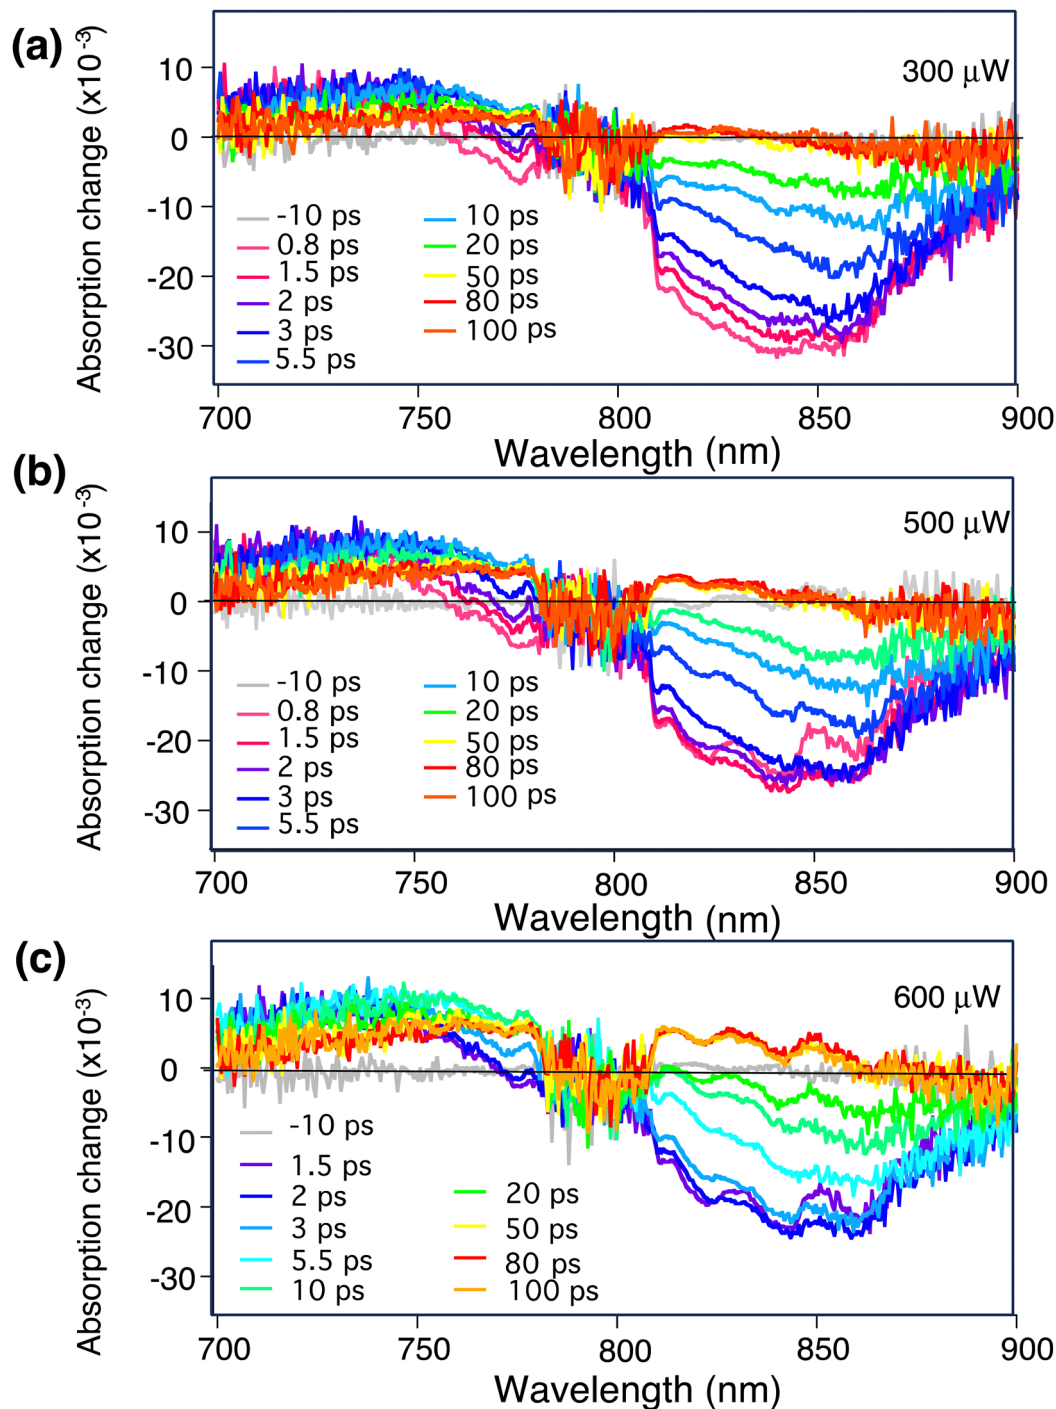 (a)
Absorption change (x10-3)
300 μW
10
0
-10
-20
-30
-10 ps
0.8 ps
1.5 ps
2 ps
3 ps
5.5 ps
10 ps
20 ps
50 ps
80 ps
100 ps
700 750 800 850 900
Wavelength (nm)
(b)
Absorption change (x10-3)
500 μW
10
0
-10
-20
-30
-10 ps
0.8 ps
1.5 ps
2 ps
3 ps
5.5 ps
10 ps
20 ps
50 ps
80 ps
100 ps
700 750 800 850 900
Wavelength (nm)
(c)
Absorption change (x10-3)
600 μW
10
0
-10
-20
-30
-10 ps
1.5 ps
2 ps
3 ps
5.5 ps
10 ps
20 ps
50 ps
80 ps
100 ps
700 750 800 850 900
Wavelength (nm)